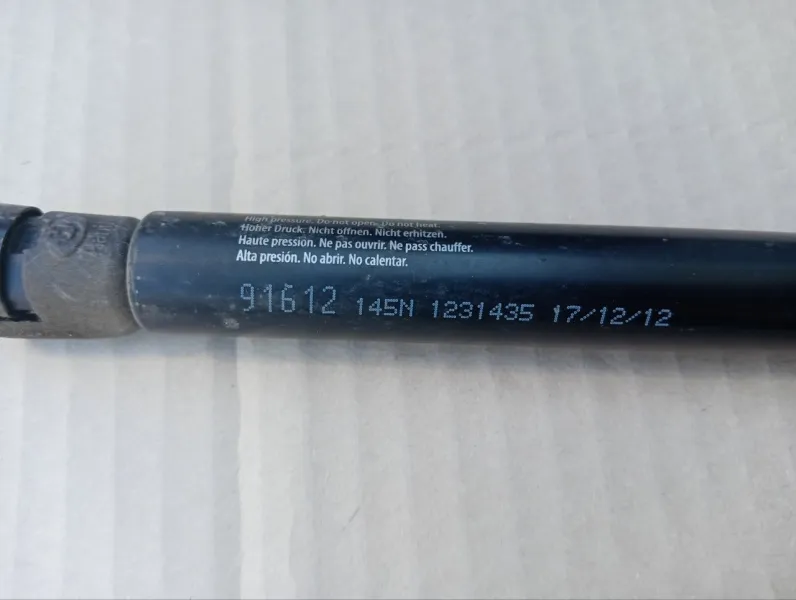 High pressure. Do not open. Do not heat.
Hoher Druck. Nicht öffnen. Nicht erhitzen.
Haute pression. Ne pas ouvrir. Ne pass chauffer.
Alta presión. No abrir. No calentar.
91612 145N 1231435 17/12/12